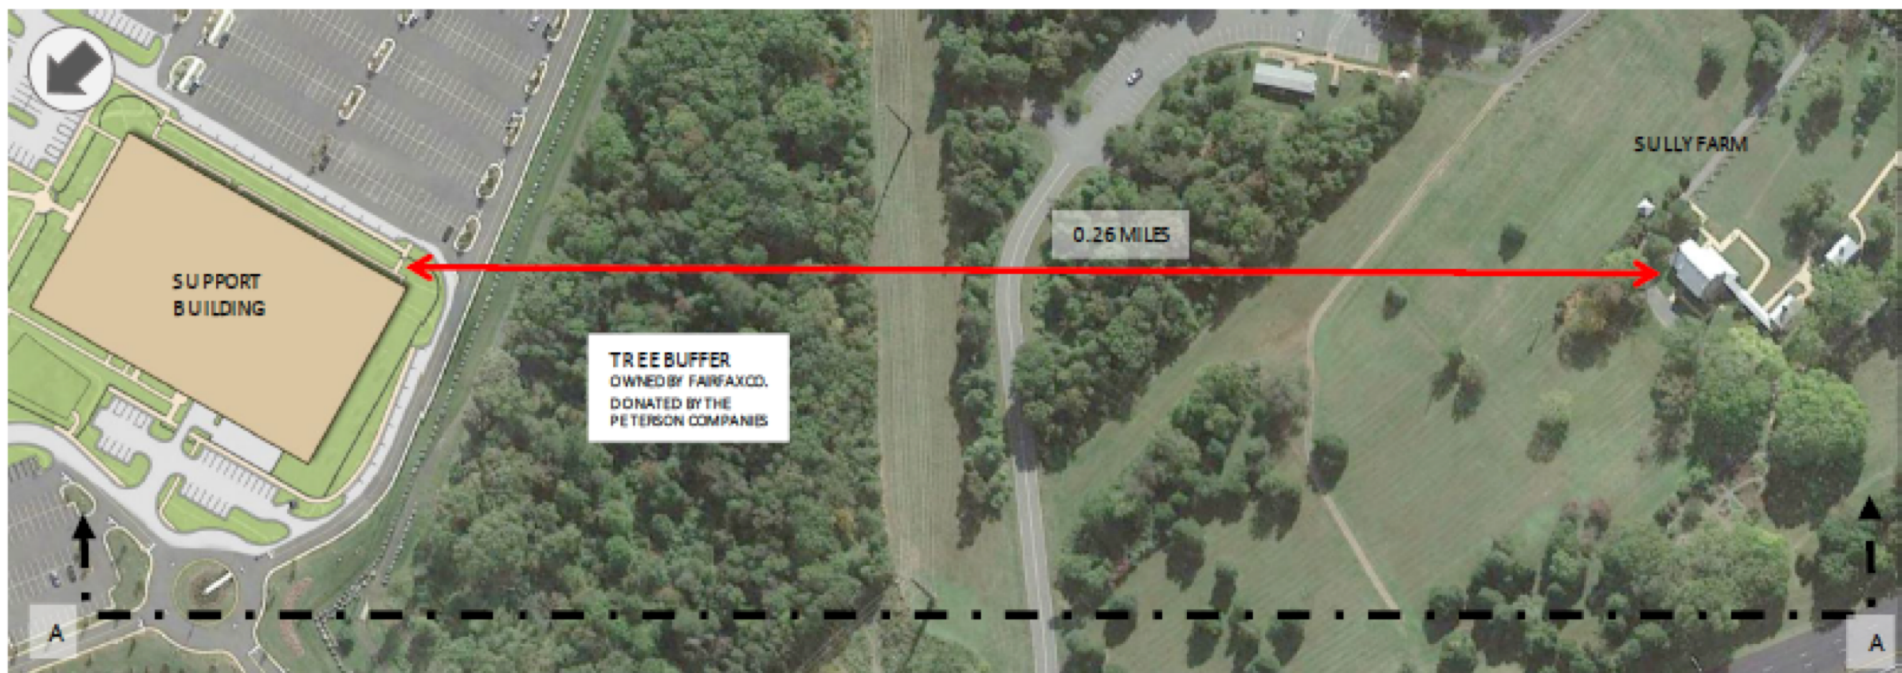 SULLY FARM
0.26 MILES
SUPPORT
BUILDING
TREE BUFFER
OWNED BY FAIRFAX CO.
DONATED BY THE
PETERSON COMPANIES
A
A